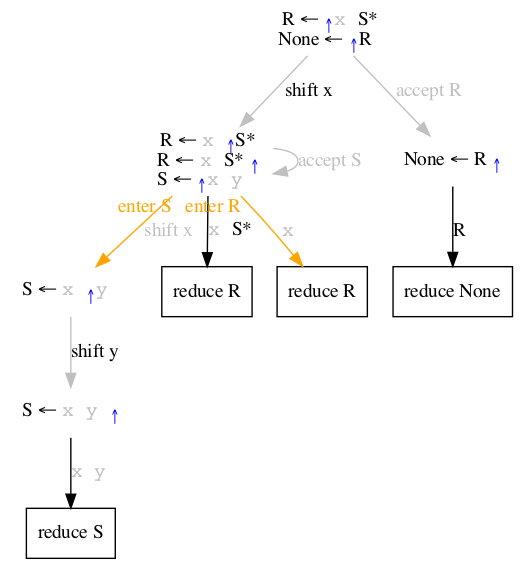 R ← ↑x S*
None ← ↑R
shift x
accept R
R ← x ↑S*
R ← x S* ↑
S ← ↑x y
accept S
None ← R ↑
enter S
enter R
shift x
x S*
x
R
S ← x ↑y
reduce R
reduce R
reduce None
shift y
S ← x y ↑
x y
reduce S